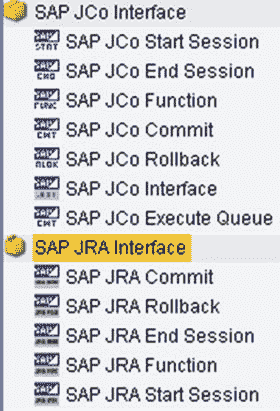 SAP JCo Interface
SAP JCo Start Session
SAP JCo End Session
SAP JCo Function
SAP JCo Commit
SAP JCo Rollback
SAP JCo Interface
SAP JCo Execute Queue
SAP JRA Interface
SAP JRA Commit
SAP JRA Rollback
SAP JRA End Session
SAP JRA Function
SAP JRA Start Session